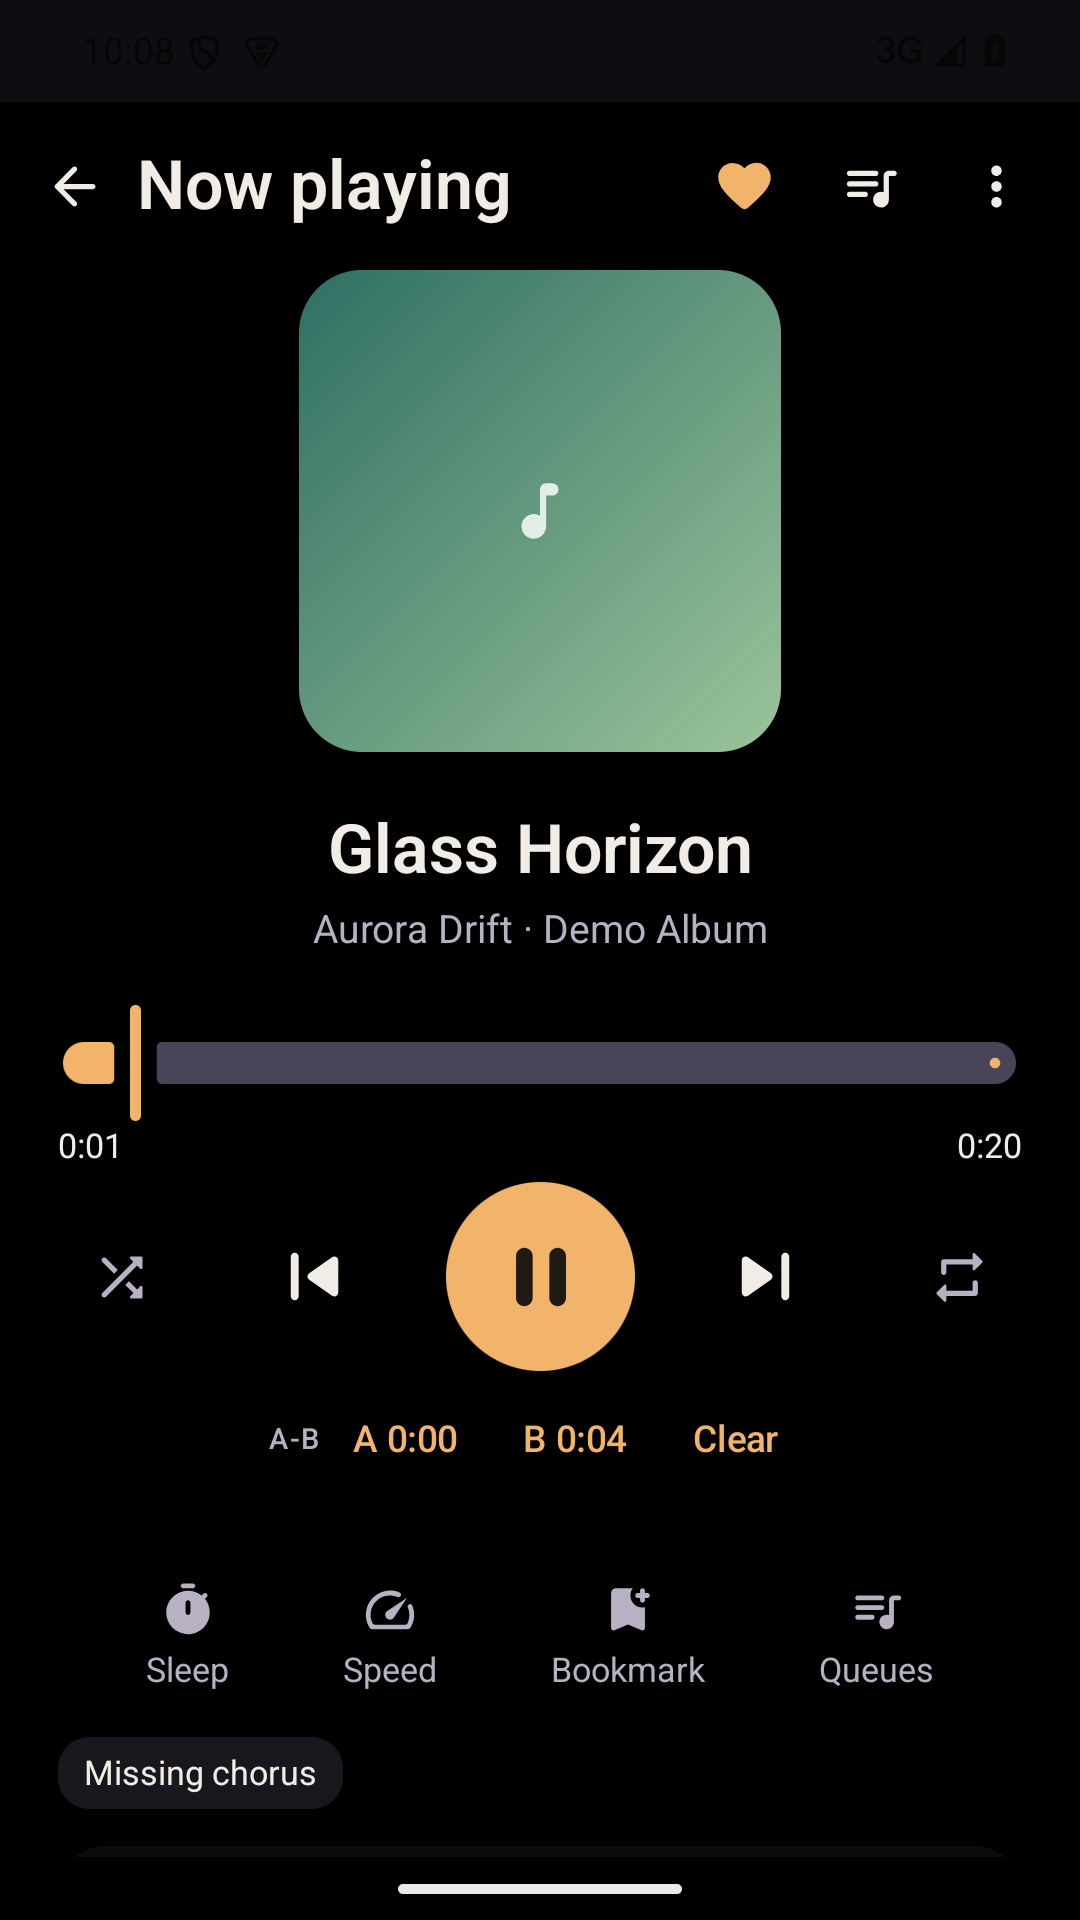 10:08 3G
Now playing
Glass Horizon
Aurora Drift · Demo Album
0:01 0:20
A-B A 0:00 B 0:04 Clear
Sleep Speed Bookmark Queues
Missing chorus